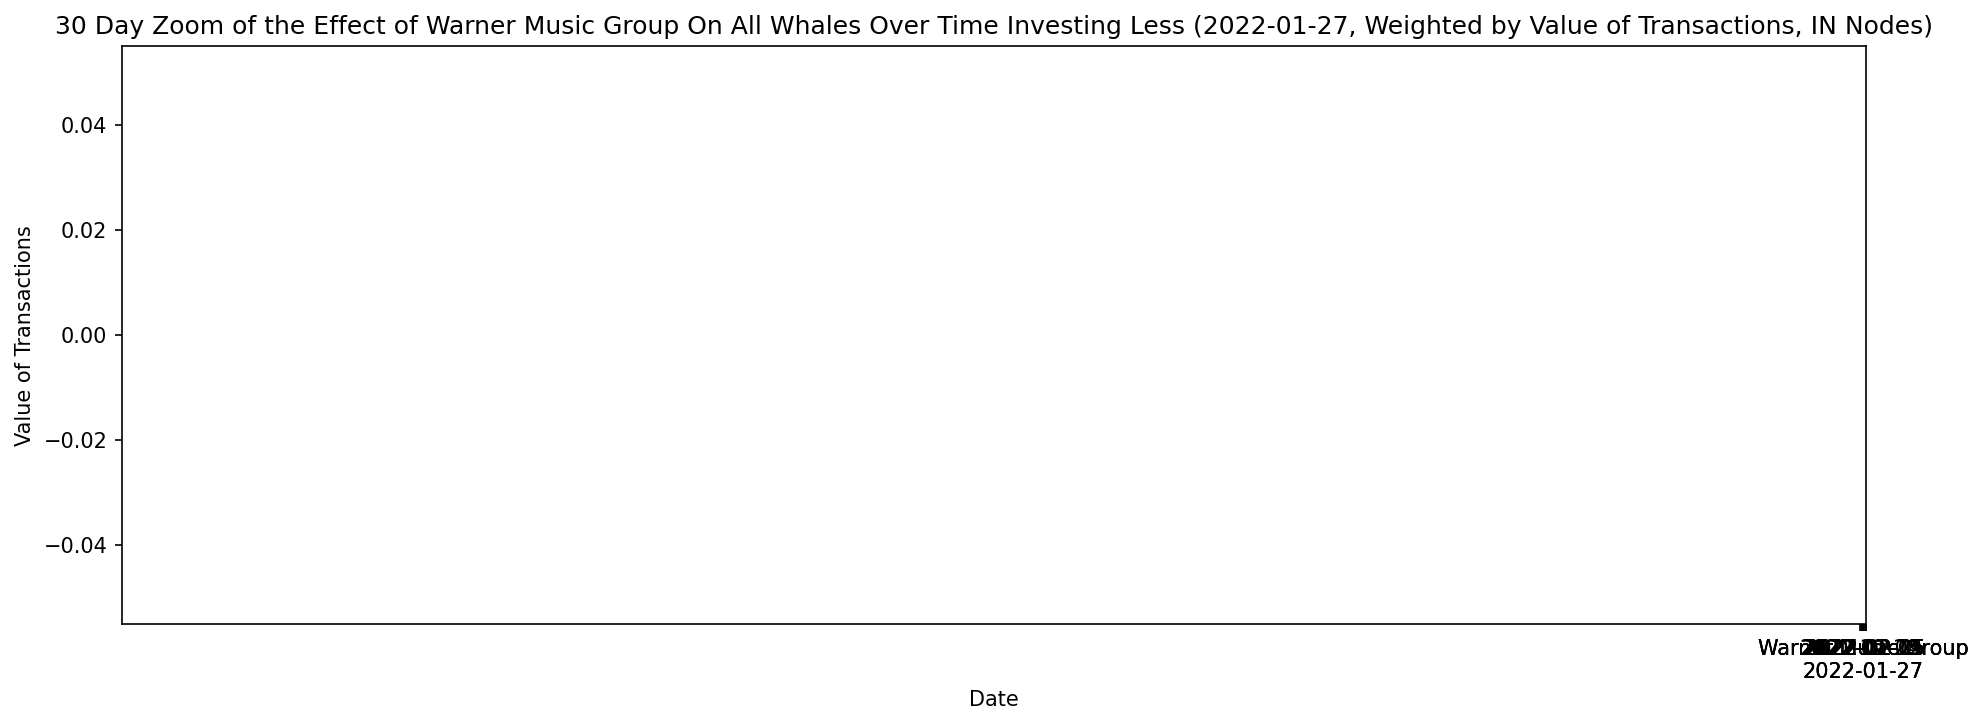 30 Day Zoom of the Effect of Warner Music Group On All Whales Over Time Investing Less (2022-01-27, Weighted by Value of Transactions, IN Nodes)
Value of Transactions
0.04
0.02
0.00
−0.02
−0.04
2022-01-27
Date